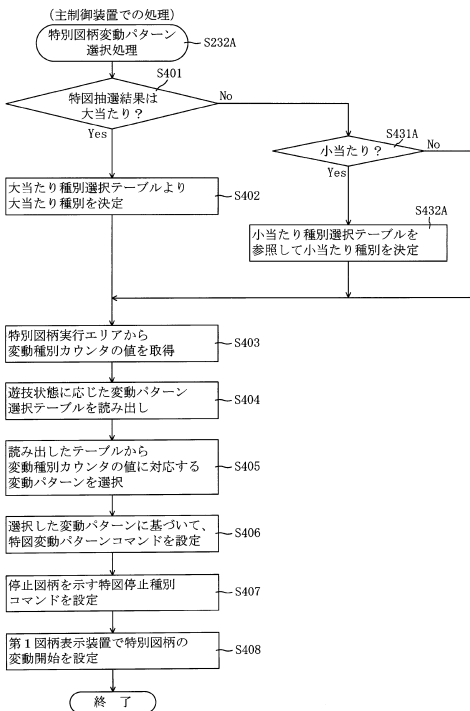 (主制御装置での処理)
特別図柄変動パターン
選択処理
S232A
S401
特図抽選結果は
大当たり？
No
Yes
S431A
小当たり？
No
Yes
大当たり種別選択テーブルより
大当たり種別を決定
S402
S432A
小当たり種別選択テーブルを
参照して小当たり種別を決定
特別図柄実行エリアから
変動種別カウンタの値を取得
S403
遊技状態に応じた変動パターン
選択テーブルを読み出し
S404
読み出したテーブルから
変動種別カウンタの値に対応する
変動パターンを選択
S405
選択した変動パターンに基づいて、
特図変動パターンコマンドを設定
S406
停止図柄を示す特図停止種別
コマンドを設定
S407
第１図柄表示装置で特別図柄の
変動開始を設定
S408
終 了